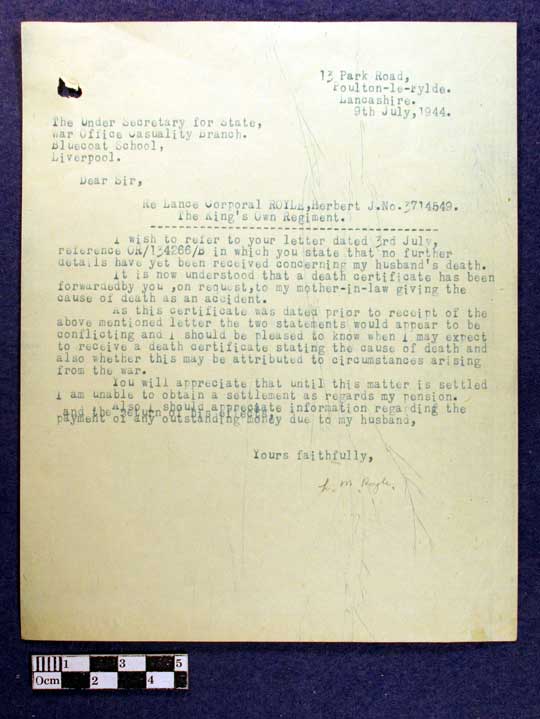 13 Park Road,
Poulton-le-Fylde.
Lancashire.
9th July,1944.
The Under Secretary for State,
War Office Casuality Branch.
Bluecoat School,
Liverpool.
Dear Sir,
Re Lance Corporal ROYLE,Herbert J.No.3714549.
The King's Own Regiment.
I wish to refer to your letter dated 3rd July,
reference OR/134266/B in which you state that no further
details have yet been received concerning my husband's death.
It is now understood that a death certificate has been
forwardedby you ,on request,to my mother-in-law giving the
cause of death as an accident.
As this certificate was dated prior to receipt of the
above mentioned letter the two statements would appear to be
conflicting and I should be pleased to know when I may expect
to receive a death certificate stating the cause of death and
also whether this may be attributed to circumstances arising
from the war.
You will appreciate that until this matter is settled
I am unable to obtain a settlement as regards my pension.
Also I should appreciate information regarding the
and the return of his effects,
payment of any outstanding money due to my husband,
Yours faithfully,
L. M. Royle.
0cm 1 2 3 4 5